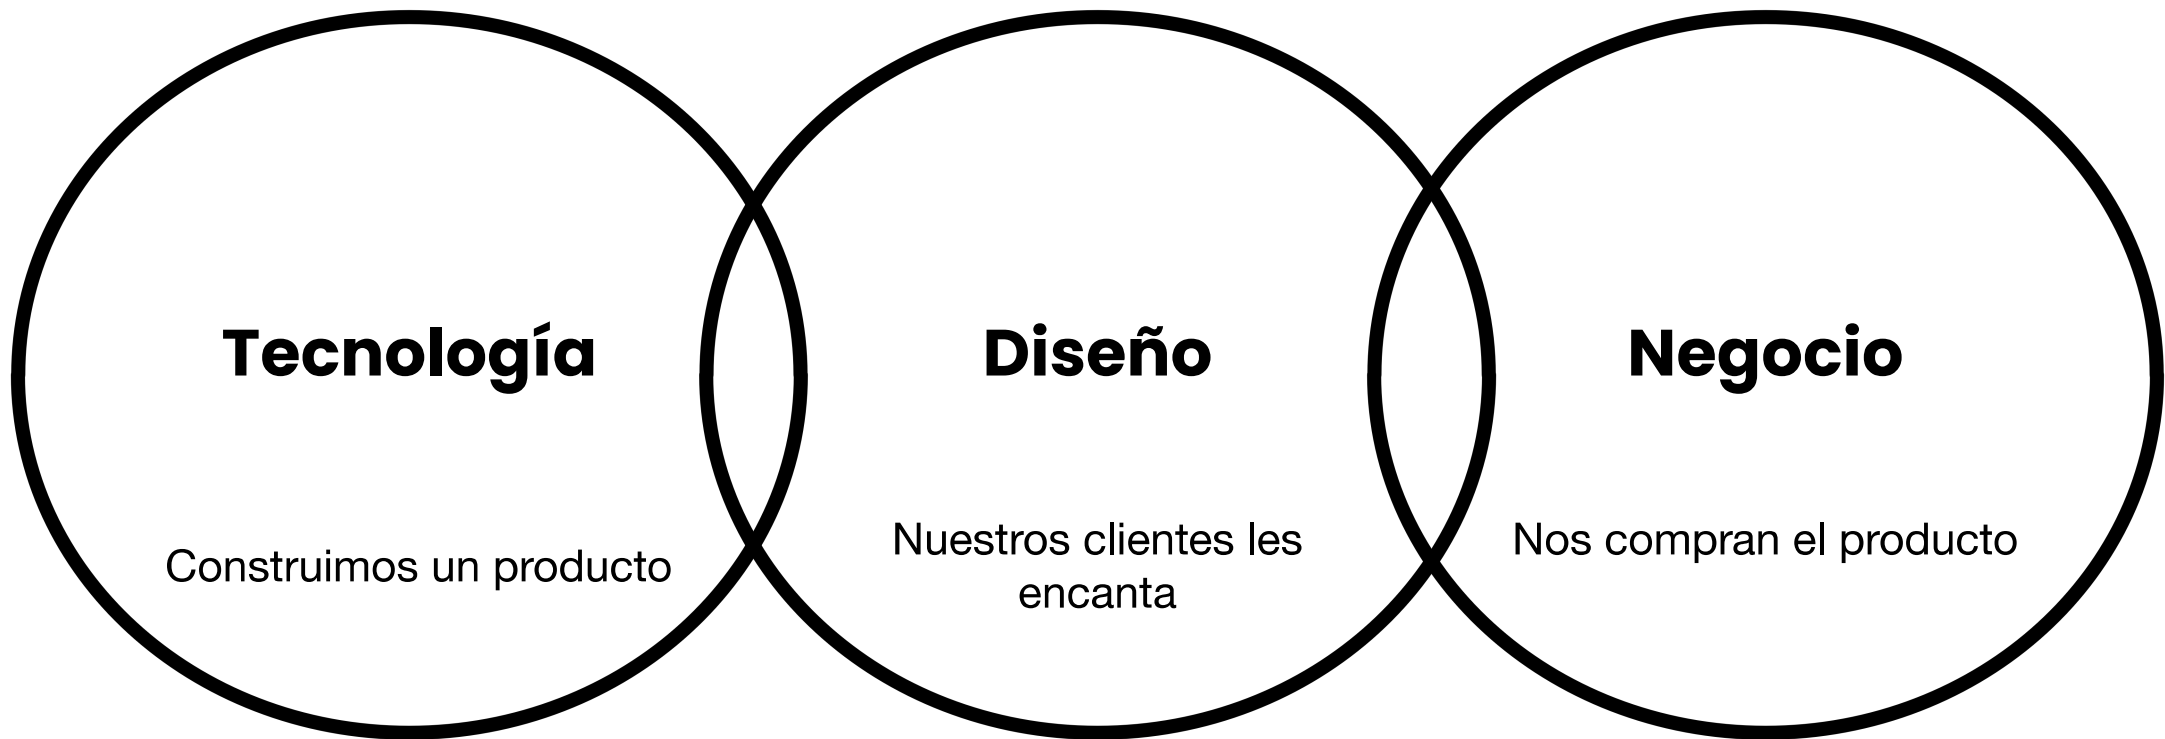 Tecnología
Construimos un producto
Diseño
Nuestros clientes les
encanta
Negocio
Nos compran el producto